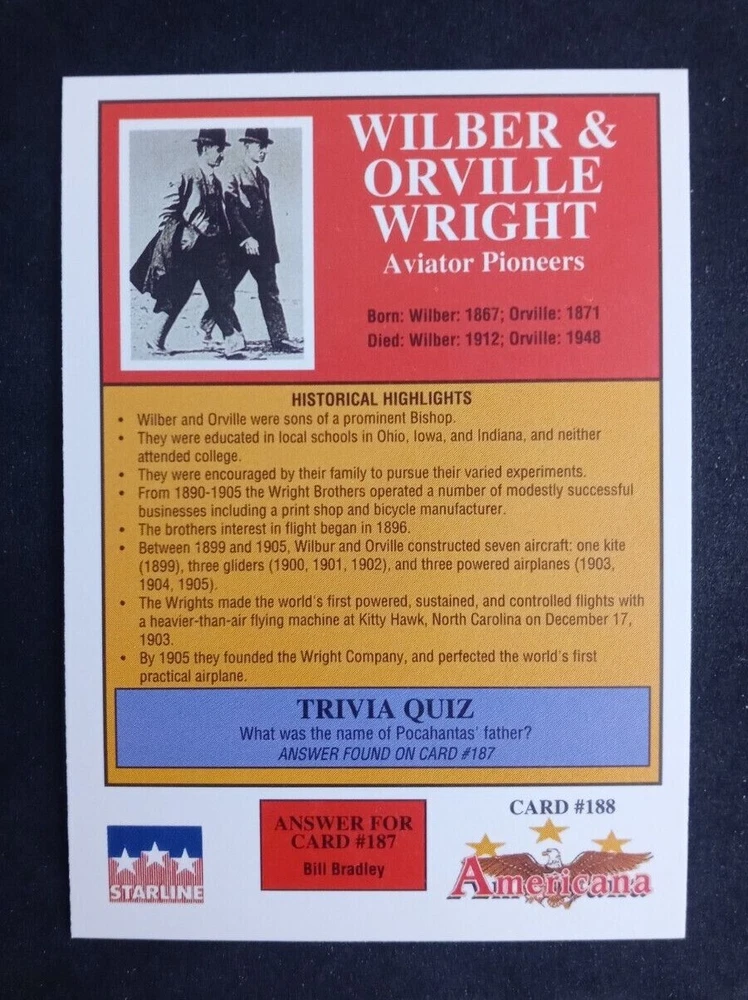 WILBER &
ORVILLE
WRIGHT
Aviator Pioneers
Born: Wilber: 1867; Orville: 1871
Died: Wilber: 1912; Orville: 1948
HISTORICAL HIGHLIGHTS
• Wilber and Orville were sons of a prominent Bishop.
• They were educated in local schools in Ohio, Iowa, and Indiana, and neither
attended college.
• They were encouraged by their family to pursue their varied experiments.
• From 1890-1905 the Wright Brothers operated a number of modestly successful
businesses including a print shop and bicycle manufacturer.
• The brothers interest in flight began in 1896.
• Between 1899 and 1905, Wilbur and Orville constructed seven aircraft: one kite
(1899), three gliders (1900, 1901, 1902), and three powered airplanes (1903,
1904, 1905).
• The Wrights made the world's first powered, sustained, and controlled flights with
a heavier-than-air flying machine at Kitty Hawk, North Carolina on December 17,
1903.
• By 1905 they founded the Wright Company, and perfected the world's first
practical airplane.
TRIVIA QUIZ
What was the name of Pocahantas' father?
ANSWER FOUND ON CARD #187
STARLINE
ANSWER FOR
CARD #187
Bill Bradley
CARD #188
Americana